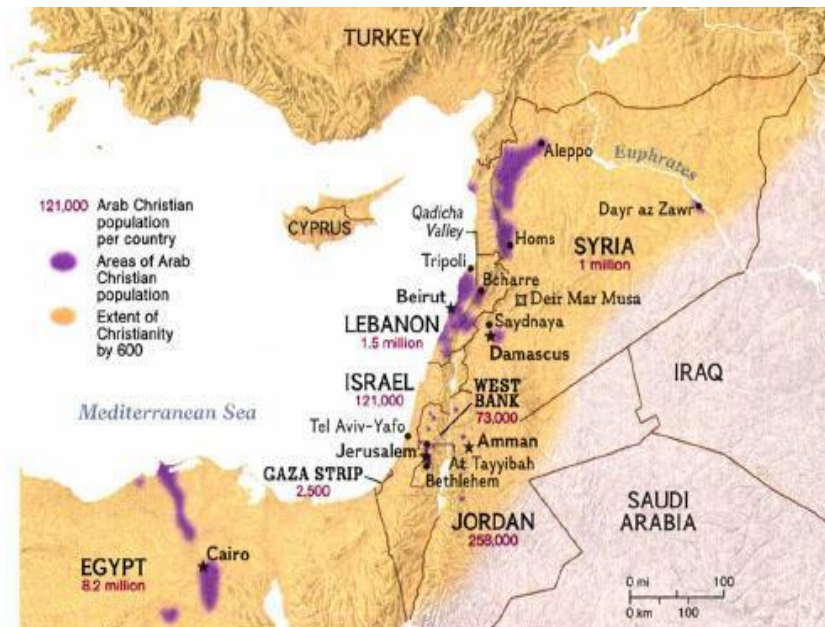 TURKEY
Aleppo
Euphrates
121,000 Arab Christian
population
per country
Areas of Arab
Christian
population
Extent of
Christianity
by 600
CYPRUS
Qadicha
Valley
Dayr az Zawr
Homs
SYRIA
1 million
Tripoli
Bcharre
Beirut
Deir Mar Musa
LEBANON
1.5 million
Saydnaya
Damascus
ISRAEL
121,000
WEST
BANK
73,000
IRAQ
Mediterranean Sea
Tel Aviv-Yafo
Jerusalem
Amman
At Tayyibah
GAZA STRIP
2,500
Bethlehem
SAUDI
ARABIA
JORDAN
258,000
Cairo
EGYPT
8.2 million
0 mi 100
0 km 100